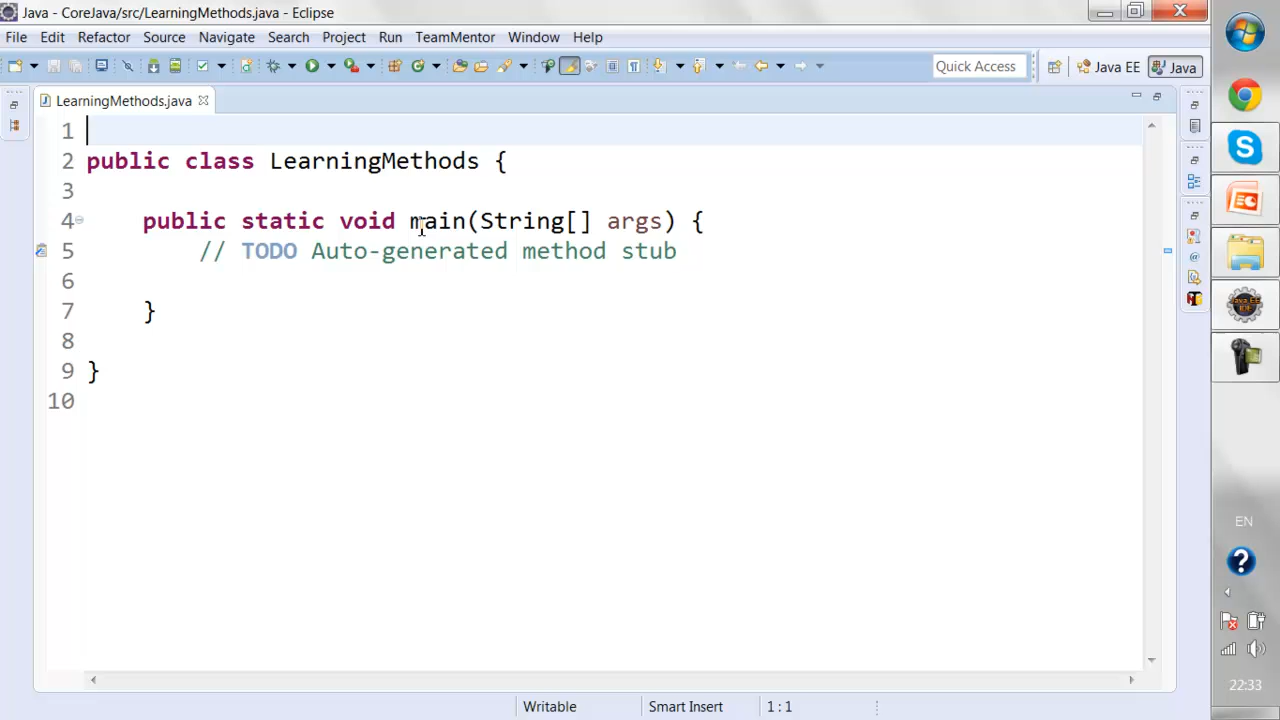 Java - CoreJava/src/LearningMethods.java - Eclipse
File Edit Refactor Source Navigate Search Project Run TeamMentor Window Help
Quick Access Java EE Java
LearningMethods.java
1
2 public class LearningMethods {
3
4 public static void main(String[] args) {
5 // TODO Auto-generated method stub
6
7 }
8
9 }
10
EN
22:33
Writable Smart Insert 1 : 1